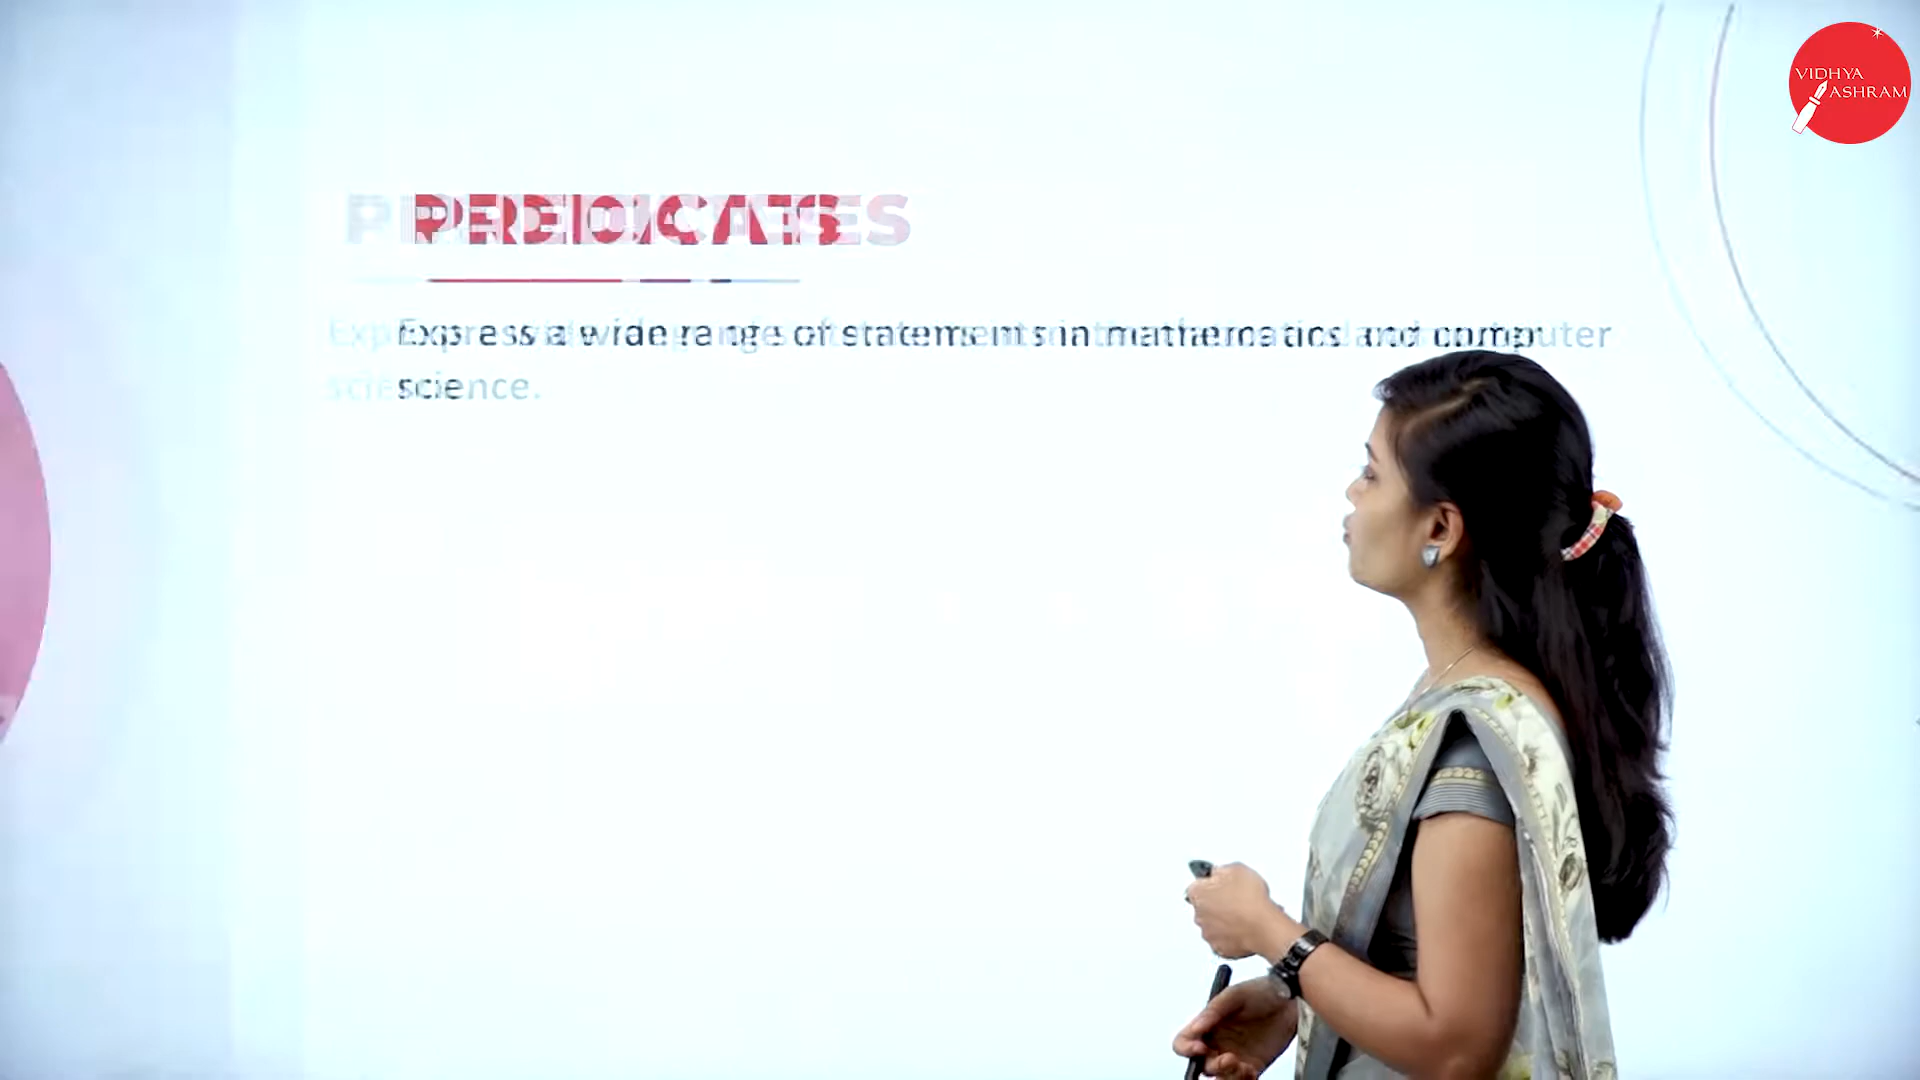 VIDHYA
ASHRAM
PREDICATES
Express a wide range of statements in mathematics and computer
science.